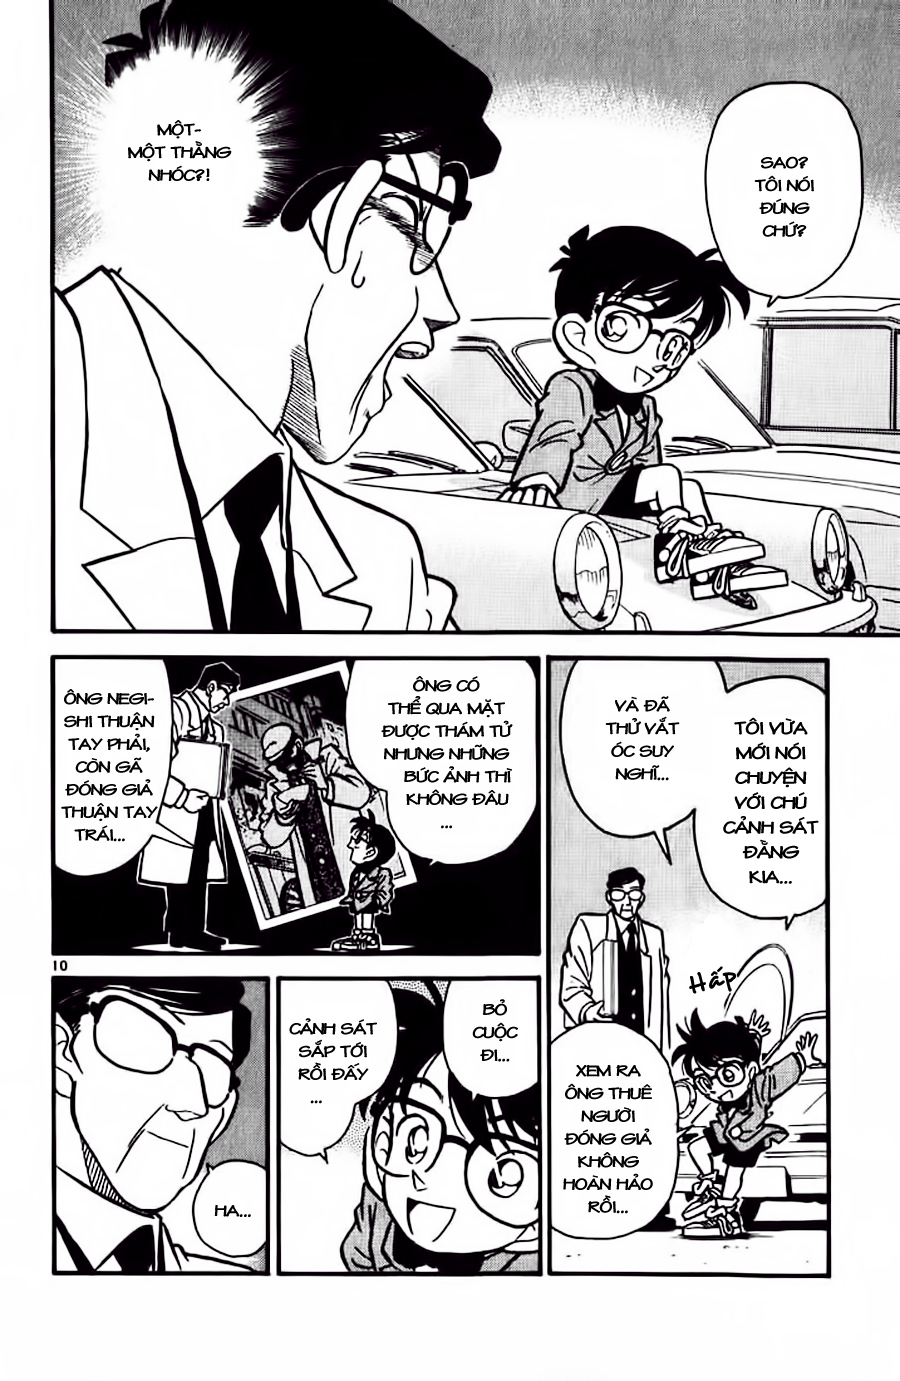 SAO?
TÔI NÓI
ĐÚNG
CHỨ?
MỘT-
MỘT THẰNG
NHÓC?!
TÔI VỪA
MỚI NÓI
CHUYỆN
VỚI CHÚ
CẢNH SÁT
ĐẰNG
KIA...
VÀ ĐÃ
THỬ VẮT
ÓC SUY
NGHĨ...
Hấp
XEM RA
ÔNG THUÊ
NGƯỜI
ĐÓNG GIẢ
KHÔNG
HOÀN HẢO
RỒI...
ÔNG CÓ
THỂ QUA MẶT
ĐƯỢC THÁM TỬ
NHƯNG NHỮNG
BỨC ẢNH THÌ
KHÔNG ĐÂU
...
ÔNG NEGI-
SHI THUẬN
TAY PHẢI,
CÒN GÃ
ĐÓNG GIẢ
THUẬN TAY
TRÁI...
10
BỎ
CUỘC
ĐI...
CẢNH SÁT
SẮP TỚI
RỒI ĐẤY
...
HA...